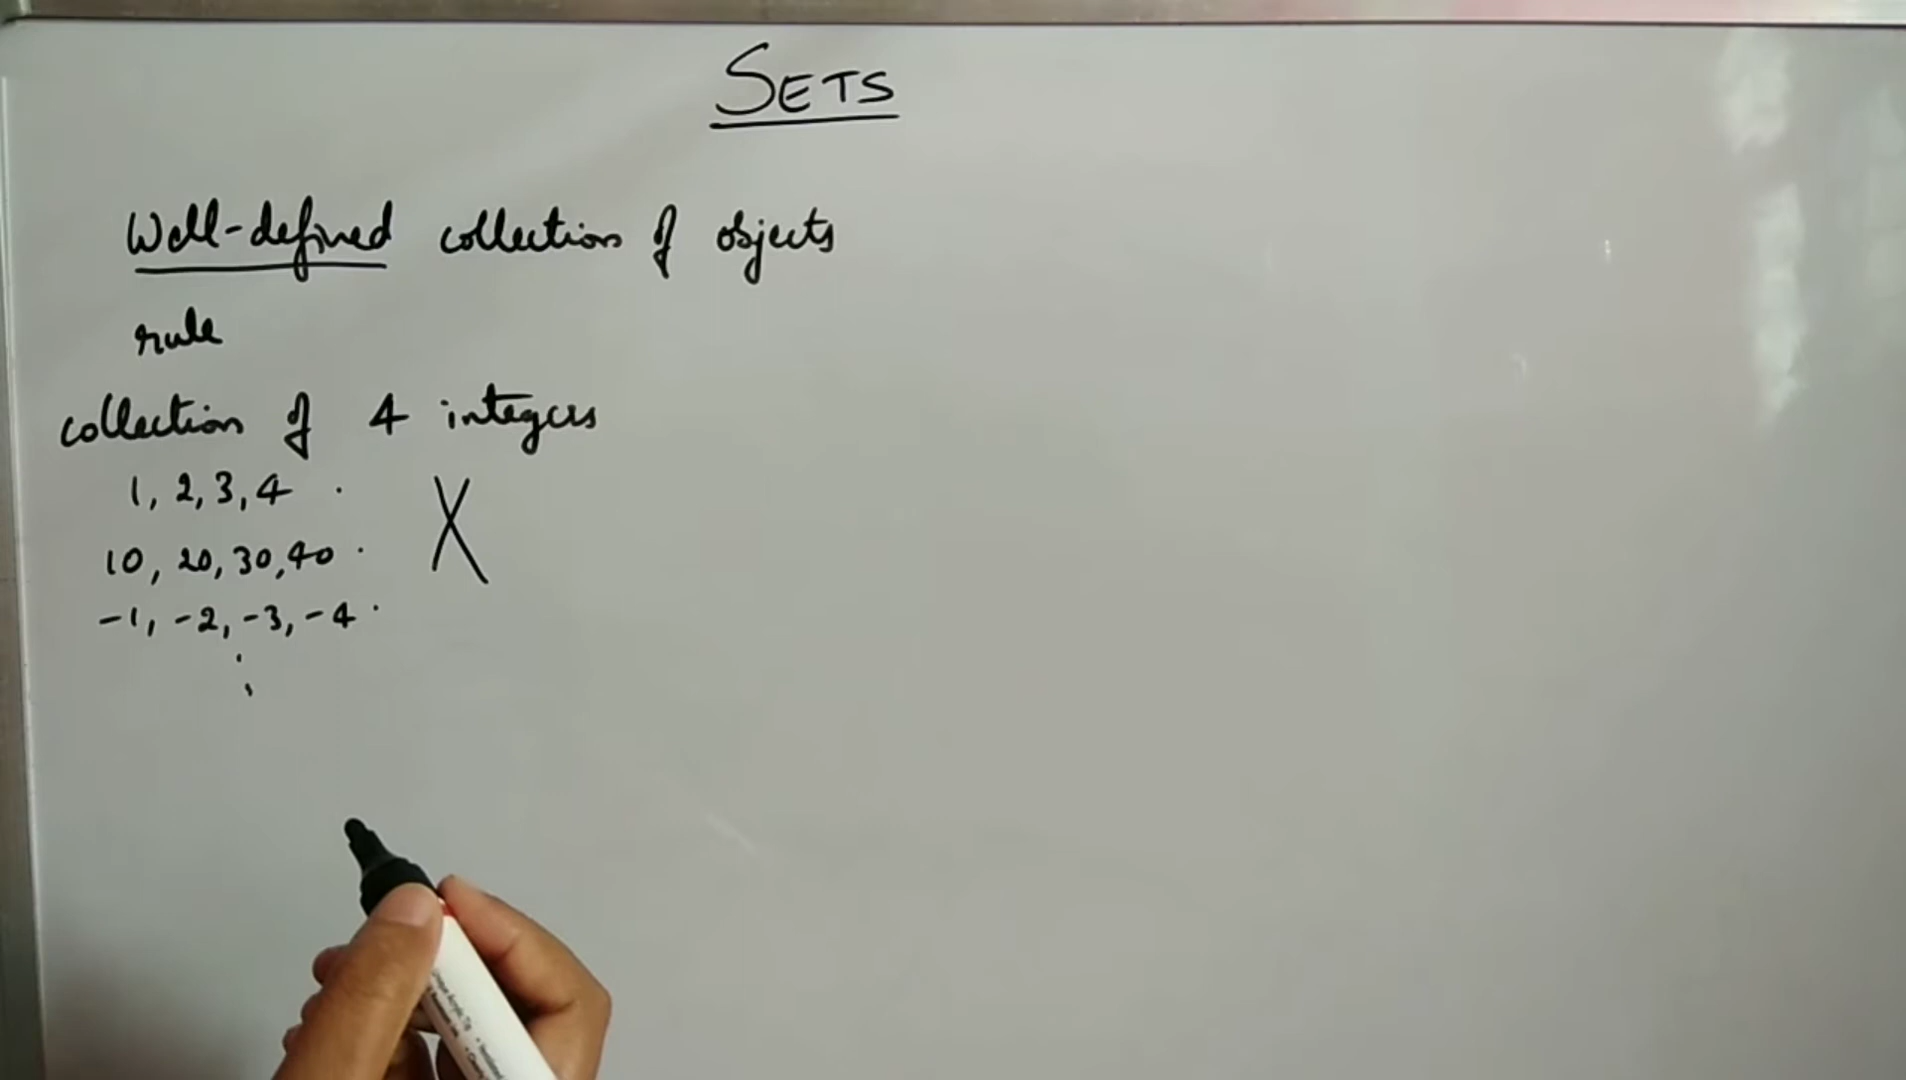 SETS
Well-defined collection of objects
rule
collection of 4 integers
1, 2, 3, 4 .
X
10, 20, 30, 40 .
-1, -2, -3, -4 .
: